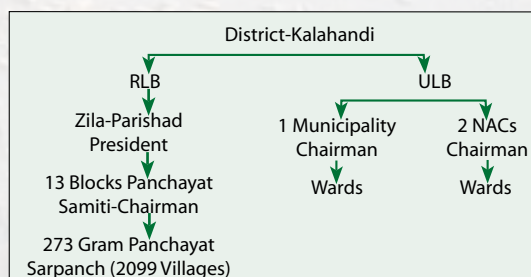 District-Kalahandi
RLB
ULB
Zila-Parishad
President
1 Municipality
Chairman
2 NACs
Chairman
13 Blocks Panchayat
Samiti-Chairman
Wards
Wards
273 Gram Panchayat
Sarpanch (2099 Villages)